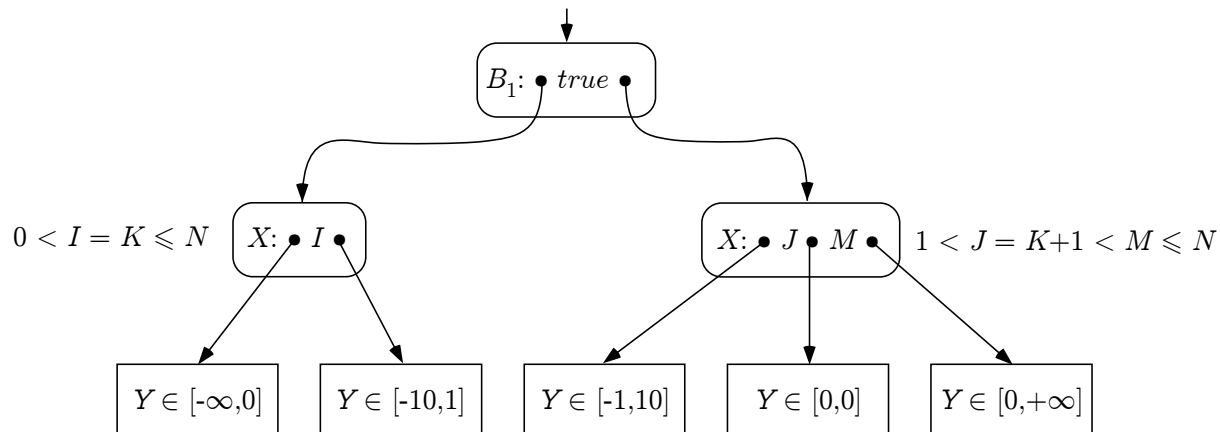 B₁: • true •
0 < I = K ⩽ N
X: • I •
X: • J • M •
1 < J = K+1 < M ⩽ N
Y ∈ [-∞,0]
Y ∈ [-10,1]
Y ∈ [-1,10]
Y ∈ [0,0]
Y ∈ [0,+∞]